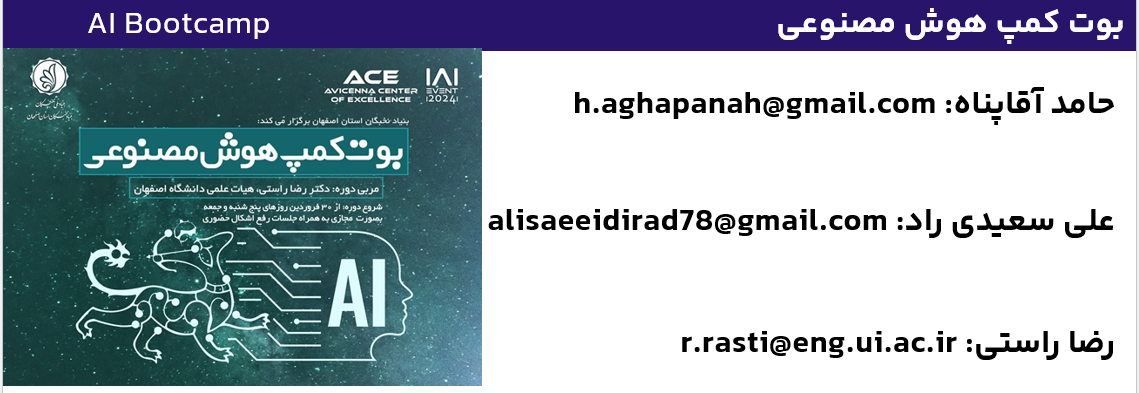 AI Bootcamp
بوت کمپ هوش مصنوعی
ACE
AVICENNA CENTER
OF EXCELLENCE
IAI
EVENT
2024
بنیاد نخبگان استان اصفهان برگزار می کند:
بوت کمپ هوش مصنوعی
مربی دوره: دکتر رضا راستی، هیات علمی دانشگاه اصفهان
شروع دوره: از ۳۰ فروردین روزهای پنج شنبه و جمعه
بصورت مجازی به همراه جلسات رفع اشکال حضوری
AI
حامد آقاپناه: h.aghapanah@gmail.com
علی سعیدی راد: alisaeeidirad78@gmail.com
رضا راستی: r.rasti@eng.ui.ac.ir